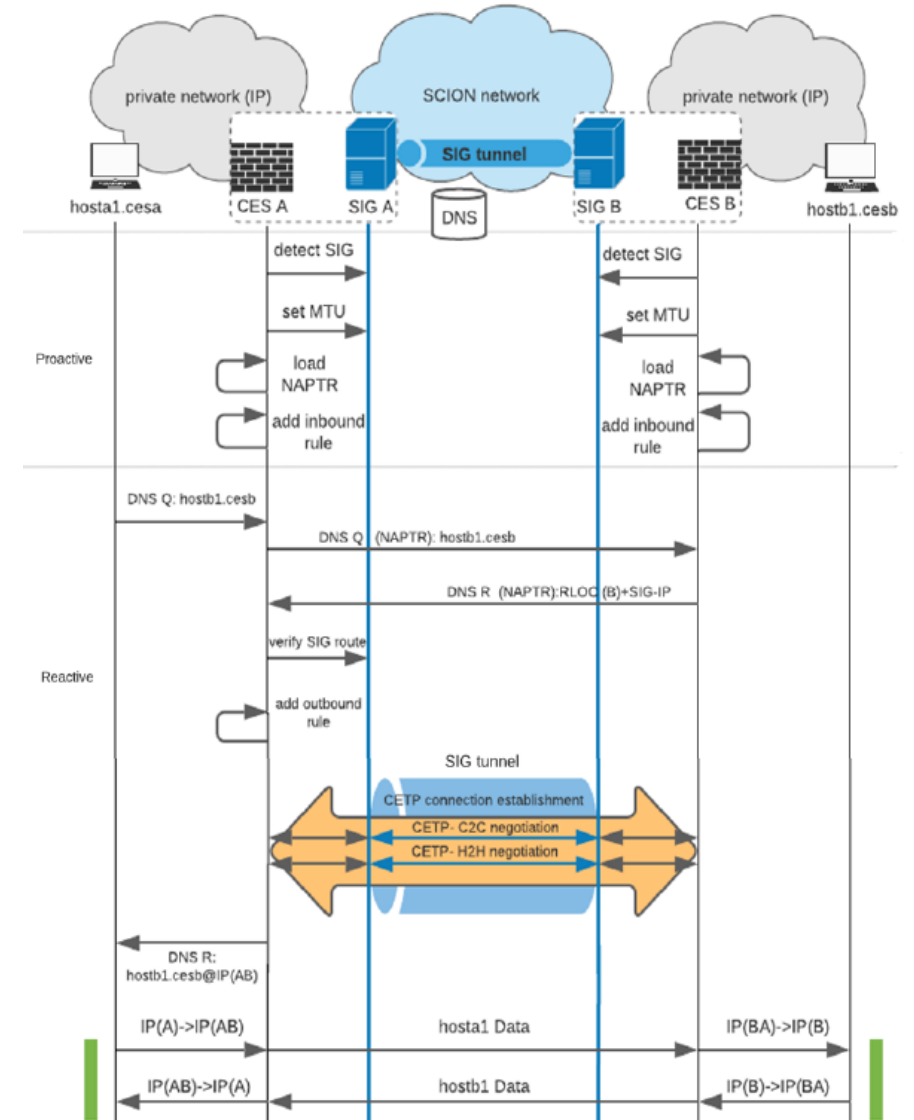 private network (IP)
SCION network
private network (IP)
SIG tunnel
hosta1.cesa
CES A
SIG A
DNS
SIG B
CES B
hostb1.cesb
detect SIG
detect SIG
set MTU
set MTU
Proactive
load
NAPTR
load
NAPTR
add inbound
rule
add inbound
rule
DNS Q: hostb1.cesb
DNS Q (NAPTR): hostb1.cesb
DNS R (NAPTR):RLOC (B)+SIG-IP
verify SIG route
Reactive
add outbound
rule
SIG tunnel
CETP connection establishment
CETP- C2C negotiation
CETP- H2H negotiation
DNS R:
hostb1.cesb@IP(AB)
IP(A)->IP(AB)
hosta1 Data
IP(BA)->IP(B)
IP(AB)->IP(A)
hostb1 Data
IP(B)->IP(BA)